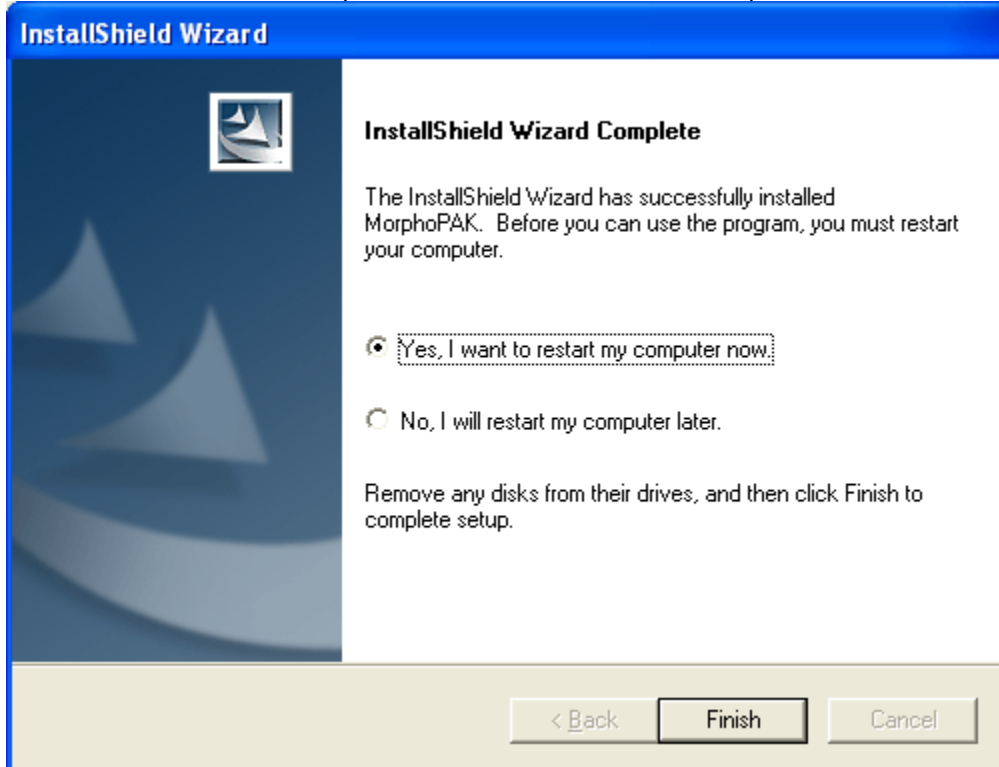 InstallShield Wizard
InstallShield Wizard Complete
The InstallShield Wizard has successfully installed
MorphoPAK.  Before you can use the program, you must restart
your computer.
Yes, I want to restart my computer now.
No, I will restart my computer later.
Remove any disks from their drives, and then click Finish to
complete setup.
< Back Finish Cancel